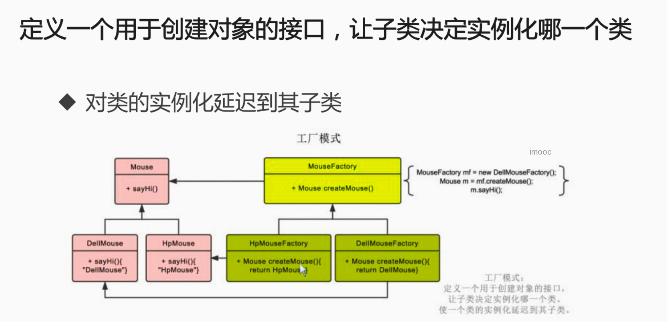 定义一个用于创建对象的接口，让子类决定实例化哪一个类
◆ 对类的实例化延迟到其子类
工厂模式
imooc
Mouse
+ sayHi()
MouseFactory
+ Mouse createMouse()
MouseFactory mf = new DellMouseFactory();
Mouse m = mf.createMouse();
m.sayHi();
DellMouse
+ sayHi(){
"DellMouse"}
HpMouse
+ sayHi(){
"HpMouse"}
HpMouseFactory
+ Mouse createMouse(){
return HpMouse}
DellMouseFactory
+ Mouse createMouse(){
return DellMouse}
工厂模式：
定义一个用于创建对象的接口，
让子类决定实例化哪一个类。
使一个类的实例化延迟到其子类。